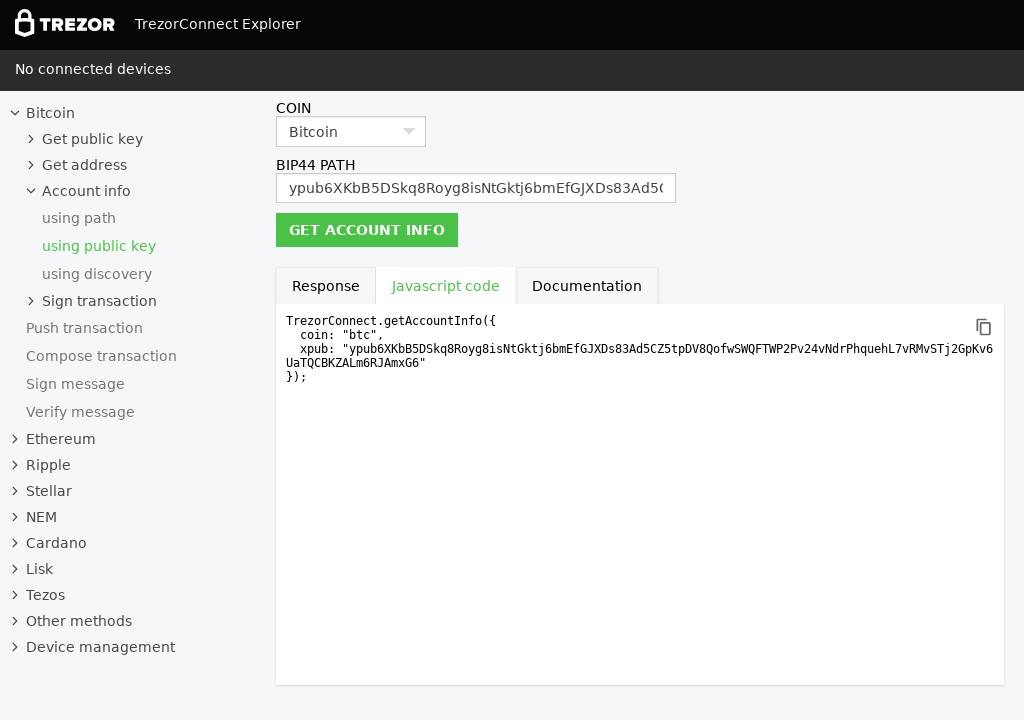 TREZOR TrezorConnect Explorer
No connected devices
Bitcoin
Get public key
Get address
Account info
using path
using public key
using discovery
Sign transaction
Push transaction
Compose transaction
Sign message
Verify message
Ethereum
Ripple
Stellar
NEM
Cardano
Lisk
Tezos
Other methods
Device management
COIN
Bitcoin
BIP44 PATH
ypub6XKbB5DSkq8Royg8isNtGktj6bmEfGJXDs83Ad5C
GET ACCOUNT INFO
Response Javascript code Documentation
TrezorConnect.getAccountInfo({
coin: "btc",
xpub: "ypub6XKbB5DSkq8Royg8isNtGktj6bmEfGJXDs83Ad5CZ5tpDV8QofwSWQFTWP2Pv24vNdrPhquehL7vRMvSTj2GpKv6
UaTQCBKZALm6RJAmxG6"
});